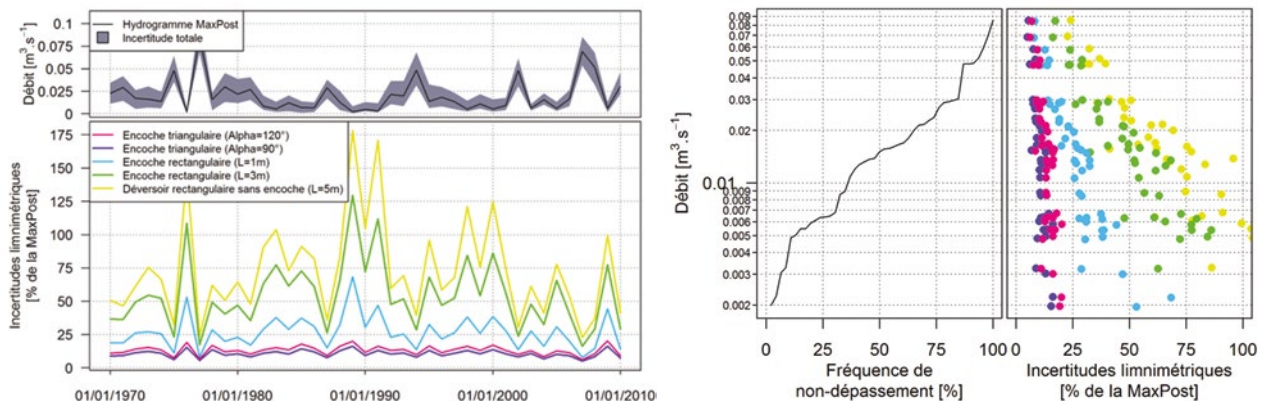 Débit [m³.s⁻¹]
0.1
0.075
0.05
0.025
0
Hydrogramme MaxPost
Incertitude totale
Incertitudes limnimétriques
[% de la MaxPost]
175
150
125
100
75
50
25
0
Encoche triangulaire (Alpha=120°)
Encoche triangulaire (Alpha=90°)
Encoche rectangulaire (L=1m)
Encoche rectangulaire (L=3m)
Déversoir rectangulaire sans encoche (L=5m)
01/01/1970 01/01/1980 01/01/1990 01/01/2000 01/01/2010
Débit [m³.s⁻¹]
0.09
0.08
0.07
0.06
0.05
0.04
0.03
0.02
0.01
0.009
0.008
0.007
0.006
0.005
0.004
0.003
0.002
0 25 50 75 100
Fréquence de
non-dépassement [%]
0 25 50 75 100
Incertitudes limnimétriques
[% de la MaxPost]